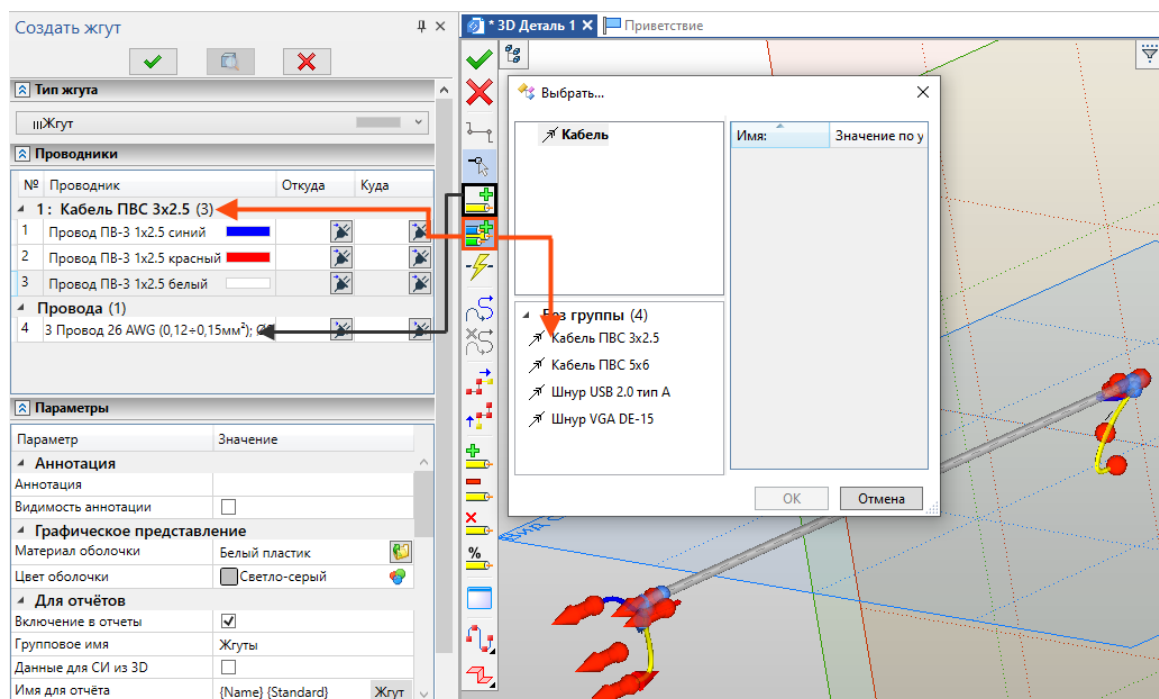 Создать жгут
* 3D Деталь 1
Приветствие
Тип жгута
Жгут
Проводники
№ Проводник Откуда Куда
1: Кабель ПВС 3x2.5 (3)
1 Провод ПВ-3 1x2.5 синий
2 Провод ПВ-3 1x2.5 красный
3 Провод ПВ-3 1x2.5 белый
Провода (1)
4 3 Провод 26 AWG (0,12÷0,15мм²);
Параметры
Параметр Значение
Аннотация
Аннотация
Видимость аннотации
Графическое представление
Материал оболочки Белый пластик
Цвет оболочки Светло-серый
Для отчётов
Включение в отчеты
Групповое имя Жгуты
Данные для СИ из 3D
Имя для отчёта {Name} {Standard} Жгут
%
Выбрать...
Кабель
Имя: Значение по у
группы (4)
Кабель ПВС 3x2.5
Кабель ПВС 5x6
Шнур USB 2.0 тип A
Шнур VGA DE-15
OK Отмена